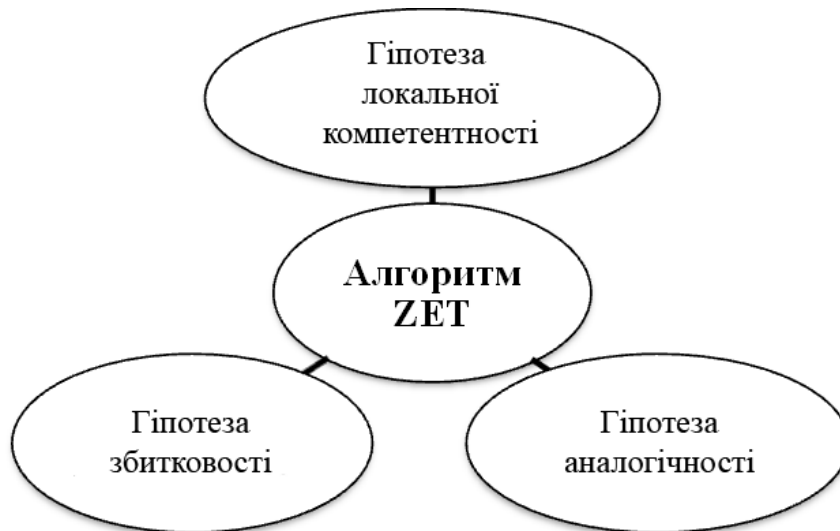 Гіпотеза
локальної
компетентності
Алгоритм
ZET
Гіпотеза
збитковості
Гіпотеза
аналогічності